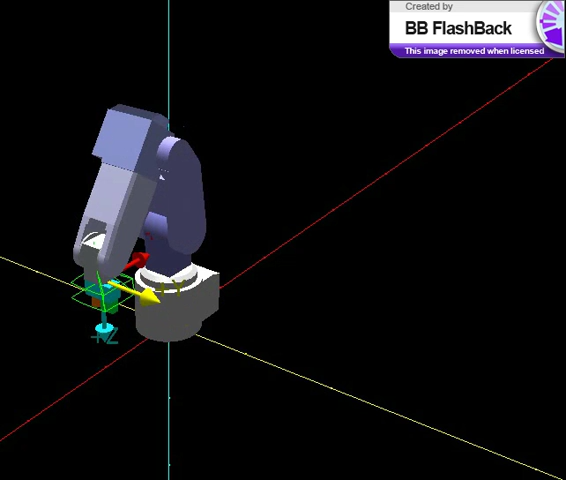 Created by
BB FlashBack
This image removed when licensed
+Y
+Z